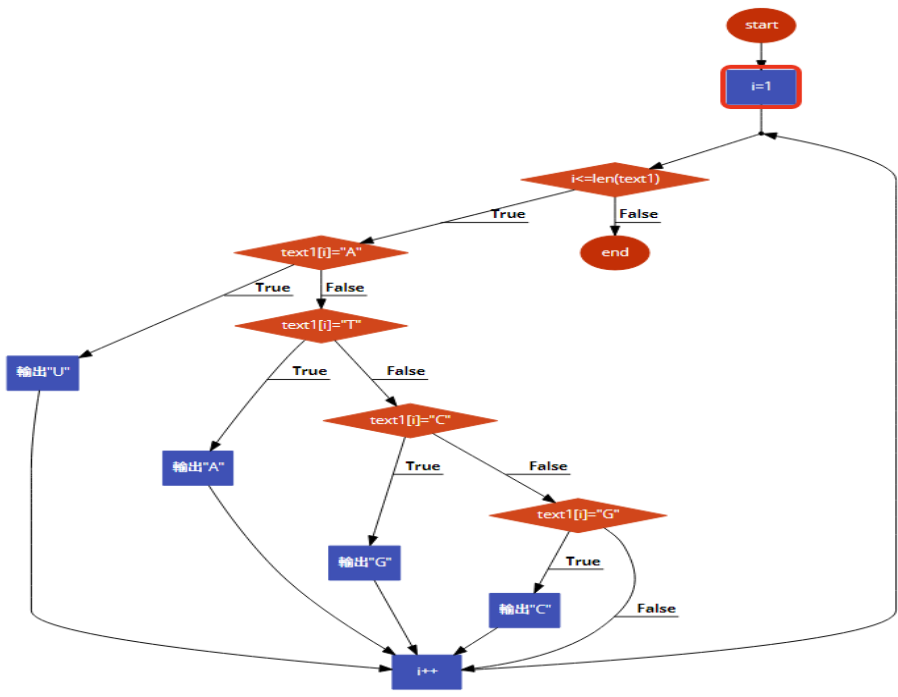 start
i=1
i<=len(text1)
True
False
end
text1[i]="A"
True
False
text1[i]="T"
輸出"U"
True
False
text1[i]="C"
輸出"A"
True
False
text1[i]="G"
輸出"G"
True
輸出"C"
False
i++